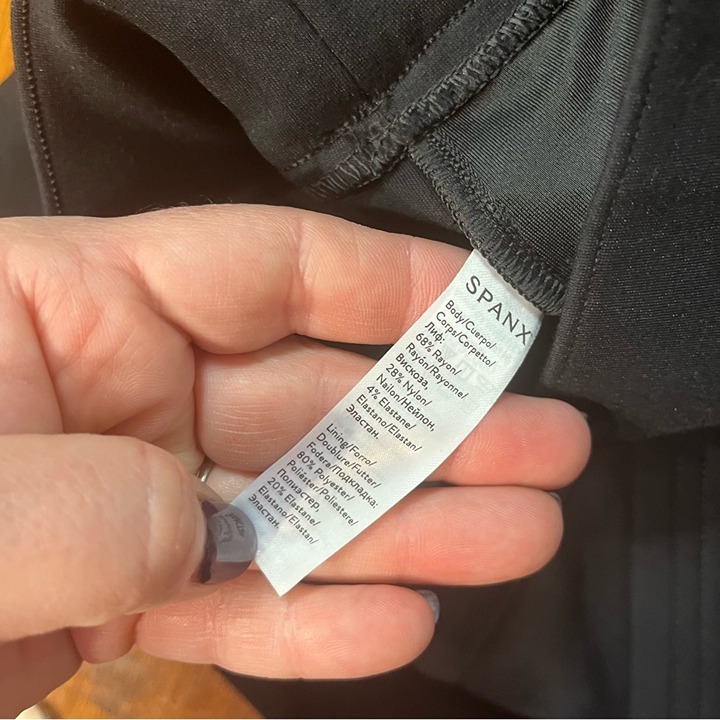 SPANX
Body/Cuerpo/
Corps/Corpetto/
Лиф:
68% Rayon/
Rayón/Rayonne/
Вискоза,
28% Nylon/
Nailon/Нейлон,
4% Elastane/
Elastano/Elastan/
Эластан.
Lining/Forro/
Doublure/Futter/
Fodera/Подкладка:
80% Polyester/
Poliéster/Poliestere/
Полиэстер,
20% Elastane/
Elastano/Elastan/
Эластан.